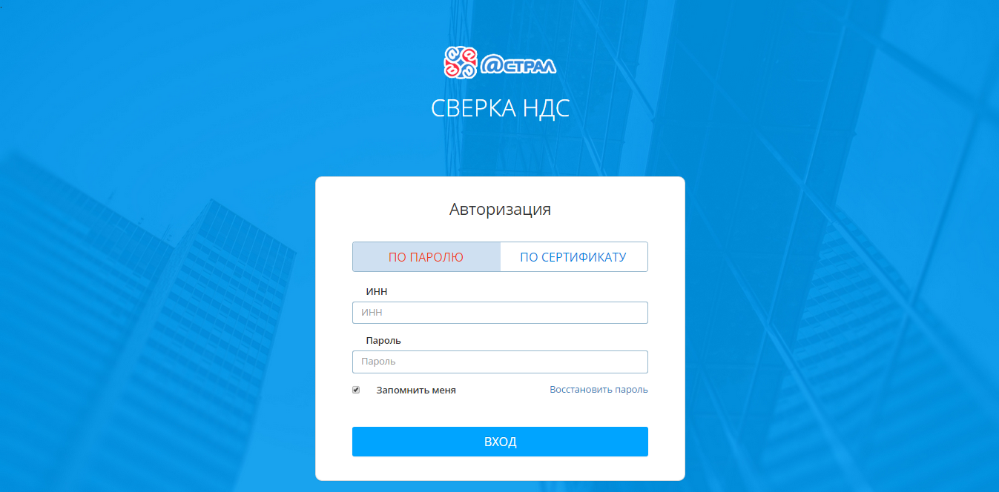 @СТРАЛ
СВЕРКА НДС
Авторизация
ПО ПАРОЛЮ ПО СЕРТИФИКАТУ
ИНН
ИНН
Пароль
Пароль
Запомнить меня Восстановить пароль
ВХОД